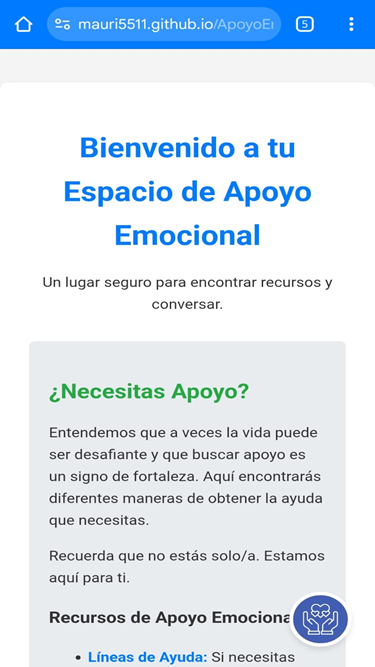 mauri5511.github.io/ApoyoEr
5
Bienvenido a tu
Espacio de Apoyo
Emocional
Un lugar seguro para encontrar recursos y
conversar.
¿Necesitas Apoyo?
Entendemos que a veces la vida puede
ser desafiante y que buscar apoyo es
un signo de fortaleza. Aquí encontrarás
diferentes maneras de obtener la ayuda
que necesitas.
Recuerda que no estás solo/a. Estamos
aquí para ti.
Recursos de Apoyo Emociona
• Líneas de Ayuda: Si necesitas